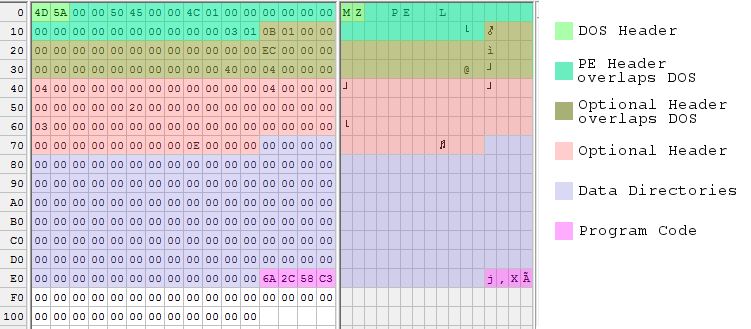 0 4D 5A 00 00 50 45 00 00 4C 01 00 00 00 00 00 00 MZ PE L
10 00 00 00 00 00 00 00 00 00 00 03 01 0B 01 00 00 └ ♂
20 00 00 00 00 00 00 00 00 00 00 00 00 EC 00 00 00 ì
30 00 00 00 00 00 00 00 00 00 00 40 00 04 00 00 00 @ ┘
40 04 00 00 00 00 00 00 00 00 00 00 00 04 00 00 00 ┘ ┘
50 00 00 00 00 00 20 00 00 00 00 00 00 00 00 00 00
60 03 00 00 00 00 00 00 00 00 00 00 00 00 00 00 00 └
70 00 00 00 00 00 00 00 00 0E 00 00 00 00 00 00 00 ♫
80 00 00 00 00 00 00 00 00 00 00 00 00 00 00 00 00
90 00 00 00 00 00 00 00 00 00 00 00 00 00 00 00 00
A0 00 00 00 00 00 00 00 00 00 00 00 00 00 00 00 00
B0 00 00 00 00 00 00 00 00 00 00 00 00 00 00 00 00
C0 00 00 00 00 00 00 00 00 00 00 00 00 00 00 00 00
D0 00 00 00 00 00 00 00 00 00 00 00 00 00 00 00 00
E0 00 00 00 00 00 00 00 00 00 00 00 00 6A 2C 58 C3 j,XÃ
F0 00 00 00 00 00 00 00 00 00 00 00 00 00 00 00 00
100 00 00 00 00 00 00 00 00 00 00 00 00
DOS Header
PE Header
overlaps DOS
Optional Header
overlaps DOS
Optional Header
Data Directories
Program Code